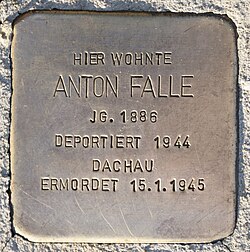 HIER WOHNTE
ANTON FALLE
JG. 1886
DEPORTIERT 1944
DACHAU
ERMORDET 15.1.1945